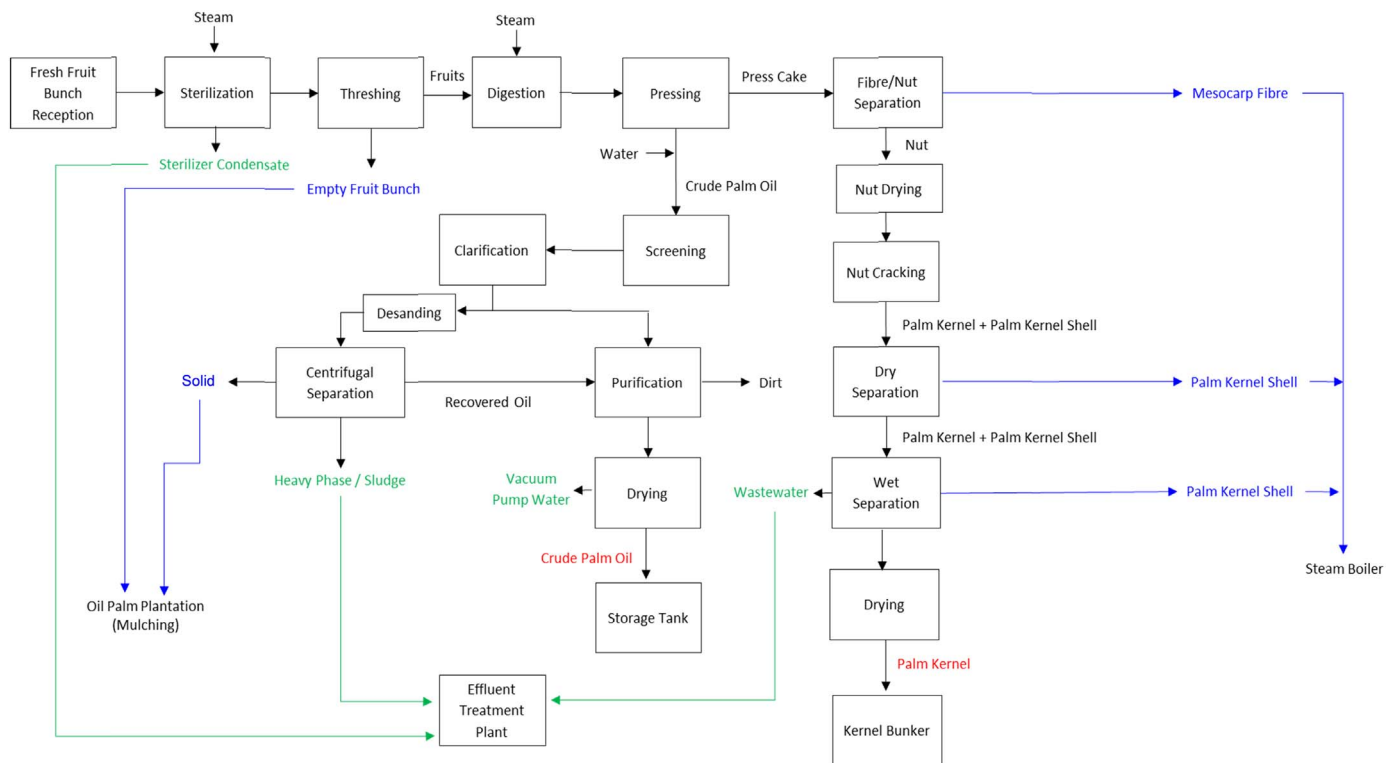 Steam
Steam
Fresh Fruit
Bunch
Reception
Sterilization
Threshing
Fruits
Digestion
Pressing
Press Cake
Fibre/Nut
Separation
Mesocarp Fibre
Sterilizer Condensate
Water
Nut
Empty Fruit Bunch
Crude Palm Oil
Nut Drying
Clarification
Screening
Nut Cracking
Desanding
Palm Kernel + Palm Kernel Shell
Solid
Centrifugal
Separation
Recovered Oil
Purification
Dirt
Dry
Separation
Palm Kernel Shell
Palm Kernel + Palm Kernel Shell
Heavy Phase / Sludge
Vacuum
Pump Water
Drying
Wastewater
Wet
Separation
Palm Kernel Shell
Crude Palm Oil
Steam Boiler
Oil Palm Plantation
(Mulching)
Storage Tank
Drying
Palm Kernel
Effluent
Treatment
Plant
Kernel Bunker